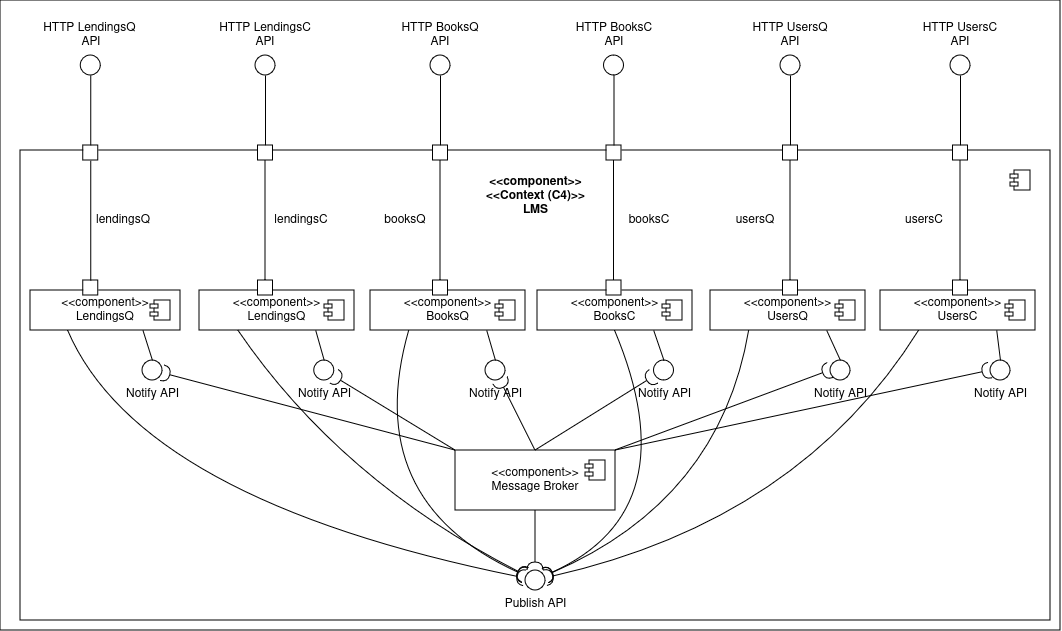 HTTP LendingsQ
API
HTTP LendingsC
API
HTTP BooksQ
API
HTTP BooksC
API
HTTP UsersQ
API
HTTP UsersC
API
<<component>>
<<Context (C4)>>
LMS
lendingsQ
lendingsC
booksQ
booksC
usersQ
usersC
<<component>>
LendingsQ
<<component>>
LendingsQ
<<component>>
BooksQ
<<component>>
BooksC
<<component>>
UsersQ
<<component>>
UsersC
Notify API
Notify API
Notify API
Notify API
Notify API
Notify API
<<component>>
Message Broker
Publish API